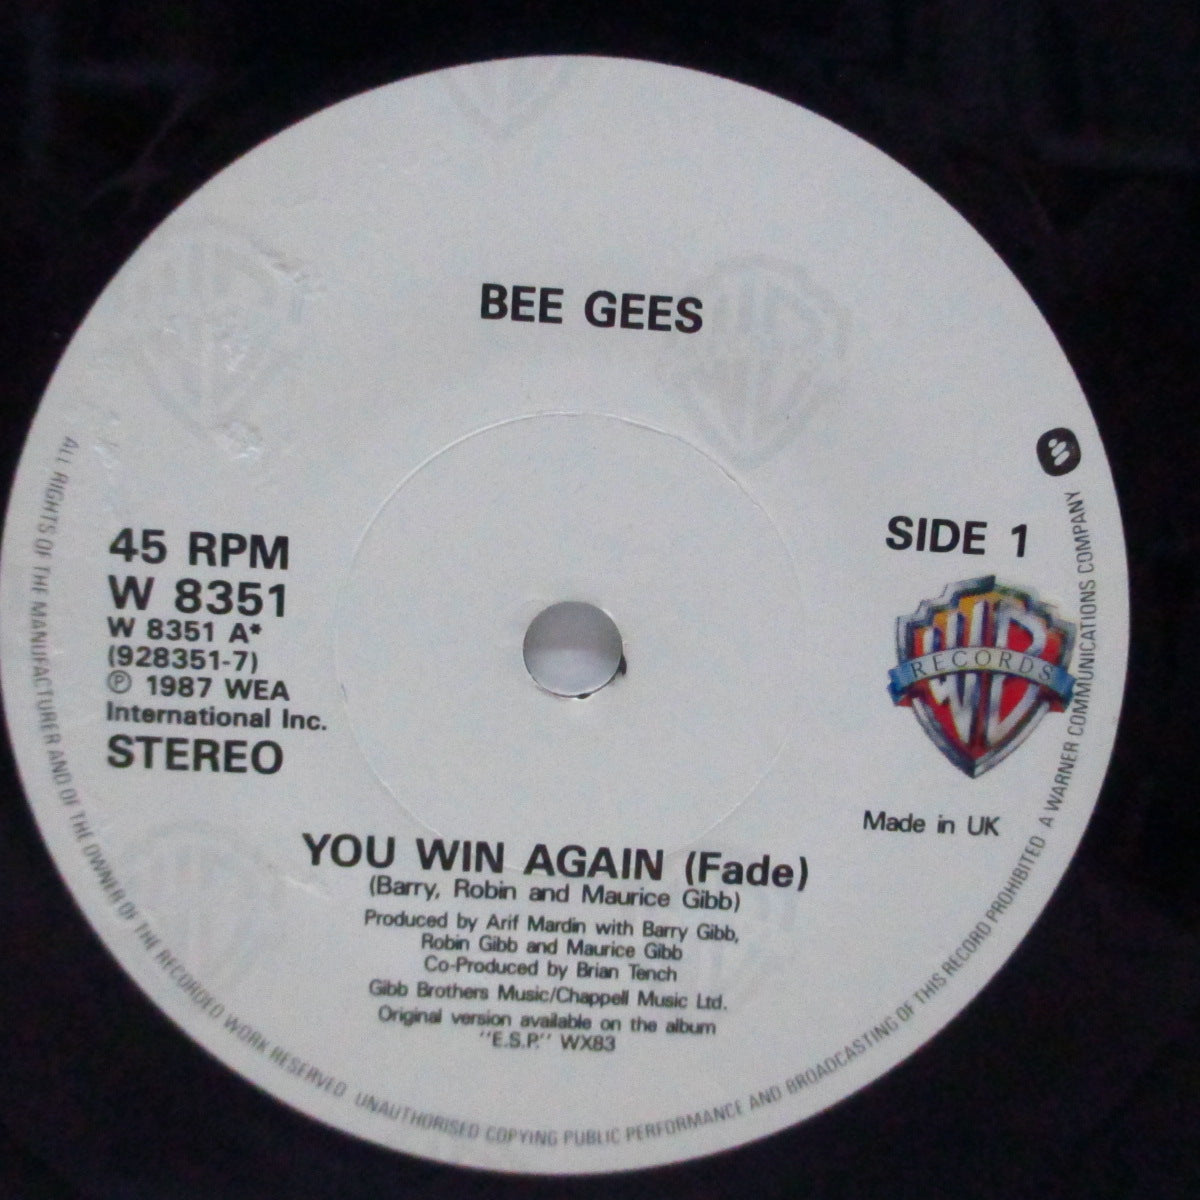 BEE GEES
SIDE 1
45 RPM
W 8351
W 8351 A*
(928351-7)
℗ 1987 WEA
International Inc.
STEREO
RECORDS
Made in UK
YOU WIN AGAIN (Fade)
(Barry, Robin and Maurice Gibb)
Produced by Arif Mardin with Barry Gibb,
Robin Gibb and Maurice Gibb
Co-Produced by Brian Tench
Gibb Brothers Music/Chappell Music Ltd.
Original version available on the album
"E.S.P." WX83
ALL RIGHTS OF THE MANUFACTURER AND OF THE OWNER OF THE RECORDED WORK RESERVED UNAUTHORISED COPYING PUBLIC PERFORMANCE AND BROADCASTING OF THIS RECORD PROHIBITED A WARNER COMMUNICATIONS COMPANY